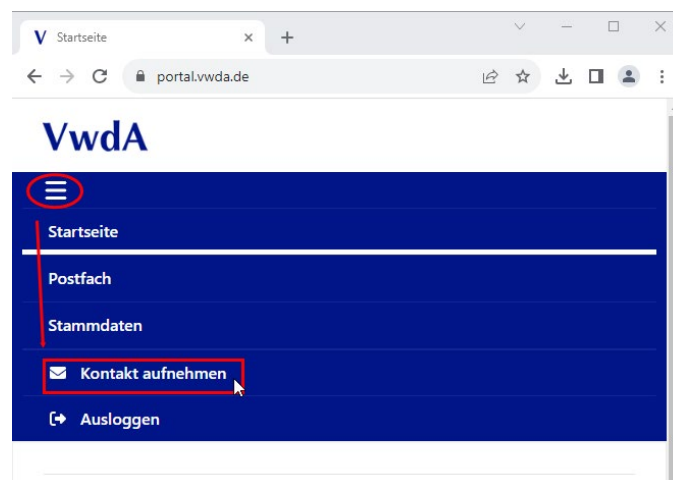 V Startseite
portal.vwda.de
VwdA
Startseite
Postfach
Stammdaten
Kontakt aufnehmen
Ausloggen